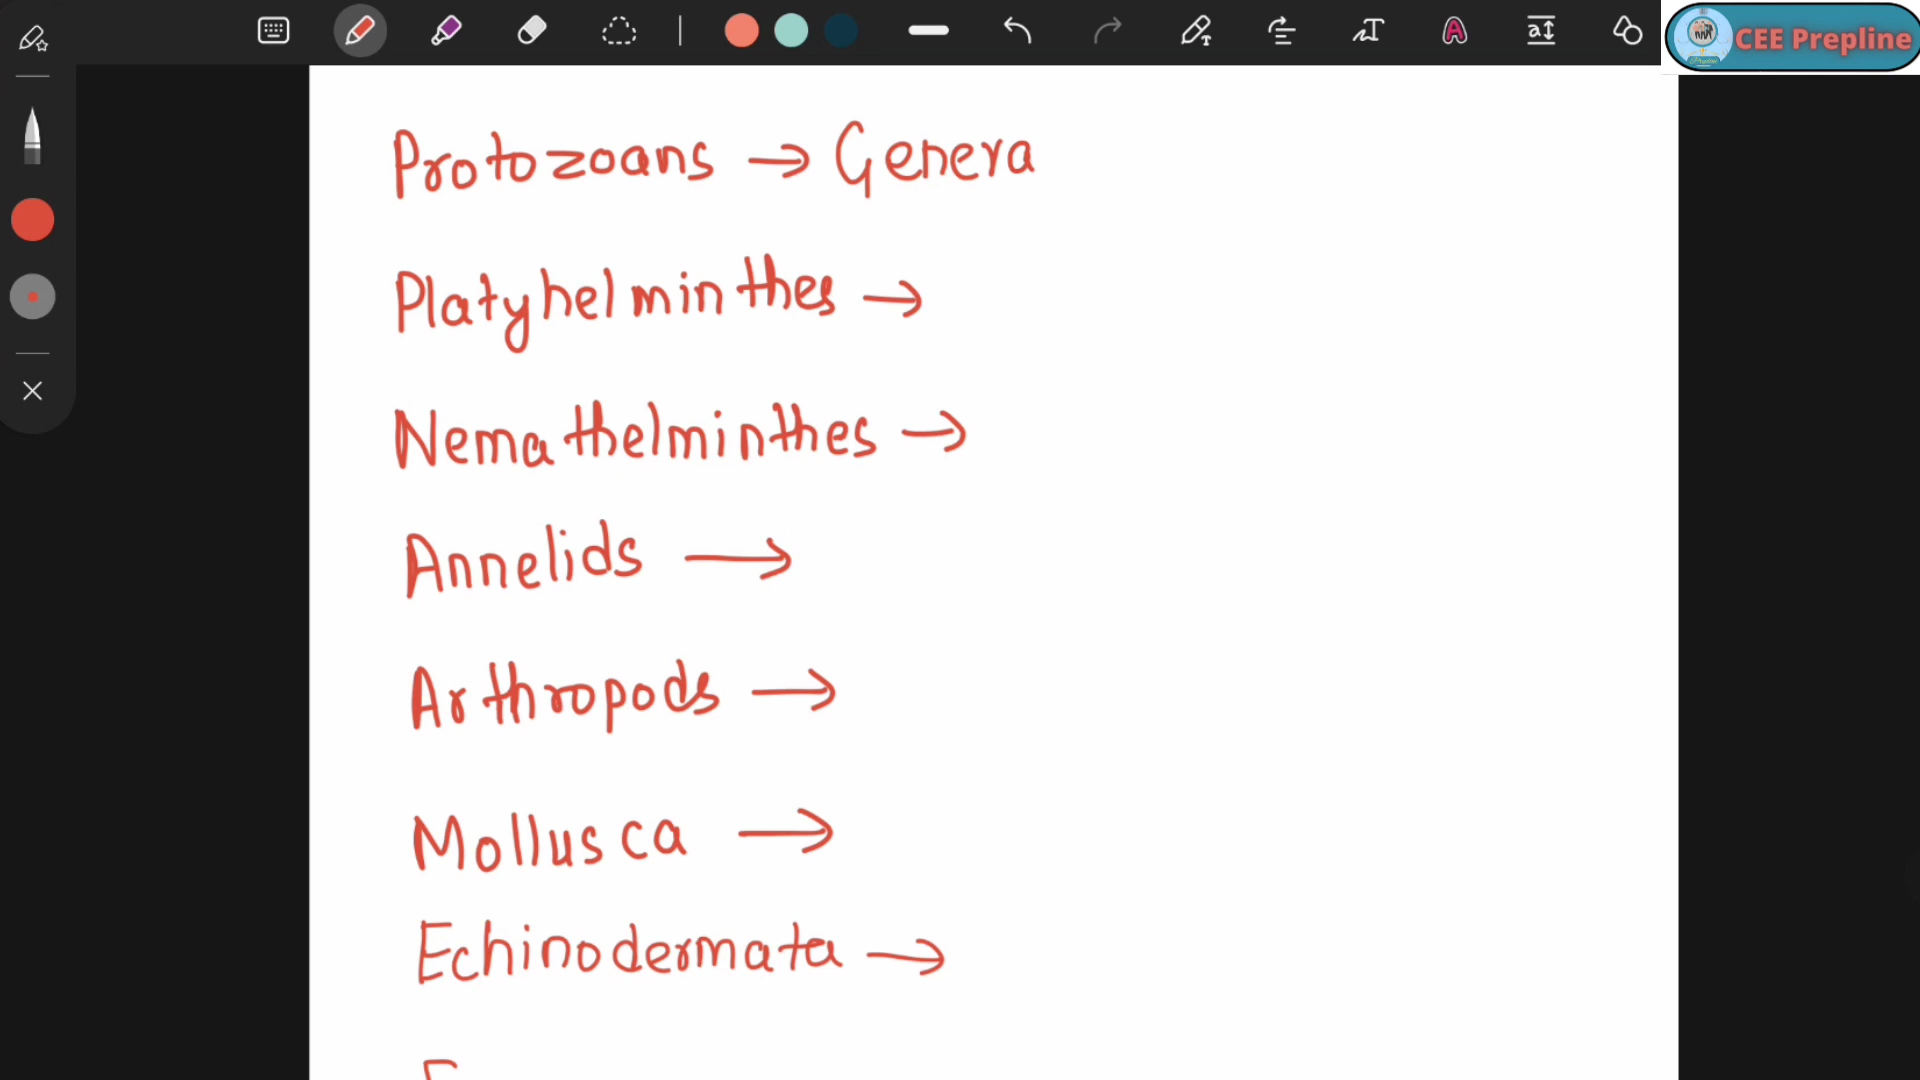 CEE Prepline
Protozoans → Genera
Platyhelminthes →
Nemathelminthes →
Annelids →
Arthropods →
Mollusca →
Echinodermata →